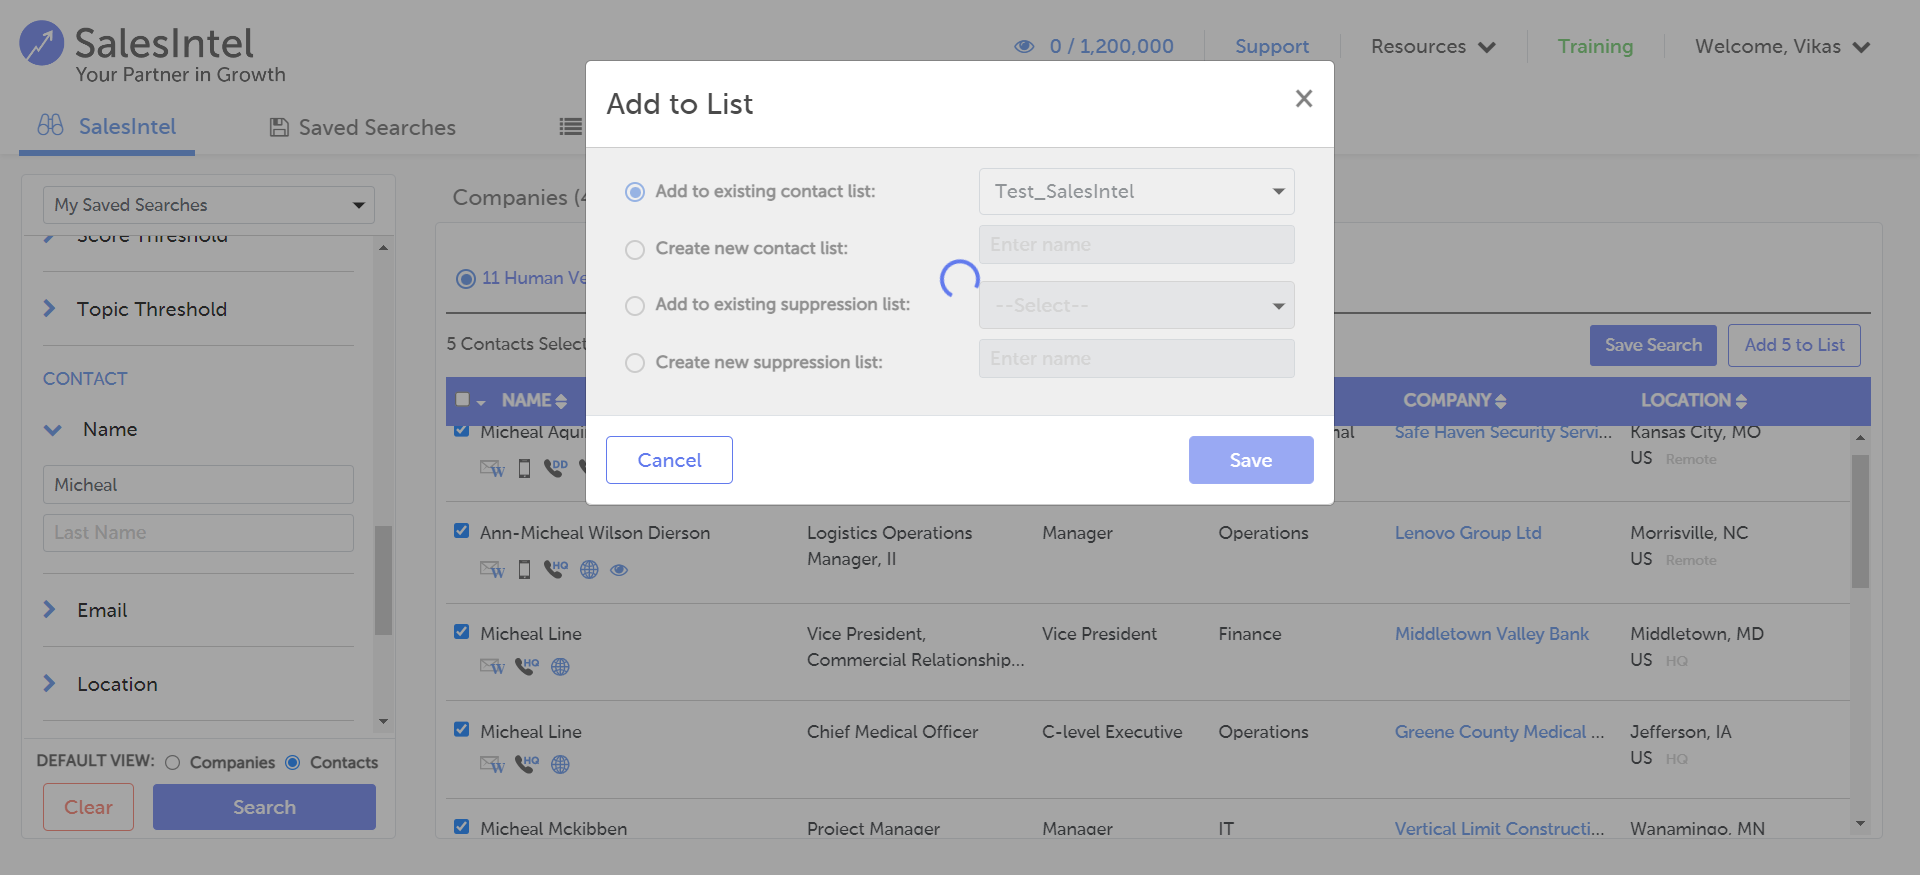 SalesIntel
Your Partner in Growth
0 / 1,200,000
Support
Resources
Training
Welcome, Vikas
SalesIntel
Saved Searches
My Saved Searches
Score Threshold
Topic Threshold
CONTACT
Name
Micheal
Last Name
Email
Location
DEFAULT VIEW:
Companies
Contacts
Clear
Search
Companies (4
11 Human Ve
5 Contacts Select
Save Search
Add 5 to List
NAME
COMPANY
LOCATION
Micheal Aqui
nal
Safe Haven Security Servi...
Kansas City, MO
US Remote
W
DD
Ann-Micheal Wilson Dierson
Logistics Operations
Manager, II
Manager
Operations
Lenovo Group Ltd
Morrisville, NC
US Remote
W
HQ
Micheal Line
Vice President,
Commercial Relationship...
Vice President
Finance
Middletown Valley Bank
Middletown, MD
US HQ
W
HQ
Micheal Line
Chief Medical Officer
C-level Executive
Operations
Greene County Medical ...
Jefferson, IA
US HQ
W
HQ
Micheal Mckibben
Project Manager
Manager
IT
Vertical Limit Constructi...
Wanamingo, MN
Add to List
Add to existing contact list:
Test_SalesIntel
Create new contact list:
Enter name
Add to existing suppression list:
--Select--
Create new suppression list:
Enter name
Cancel
Save